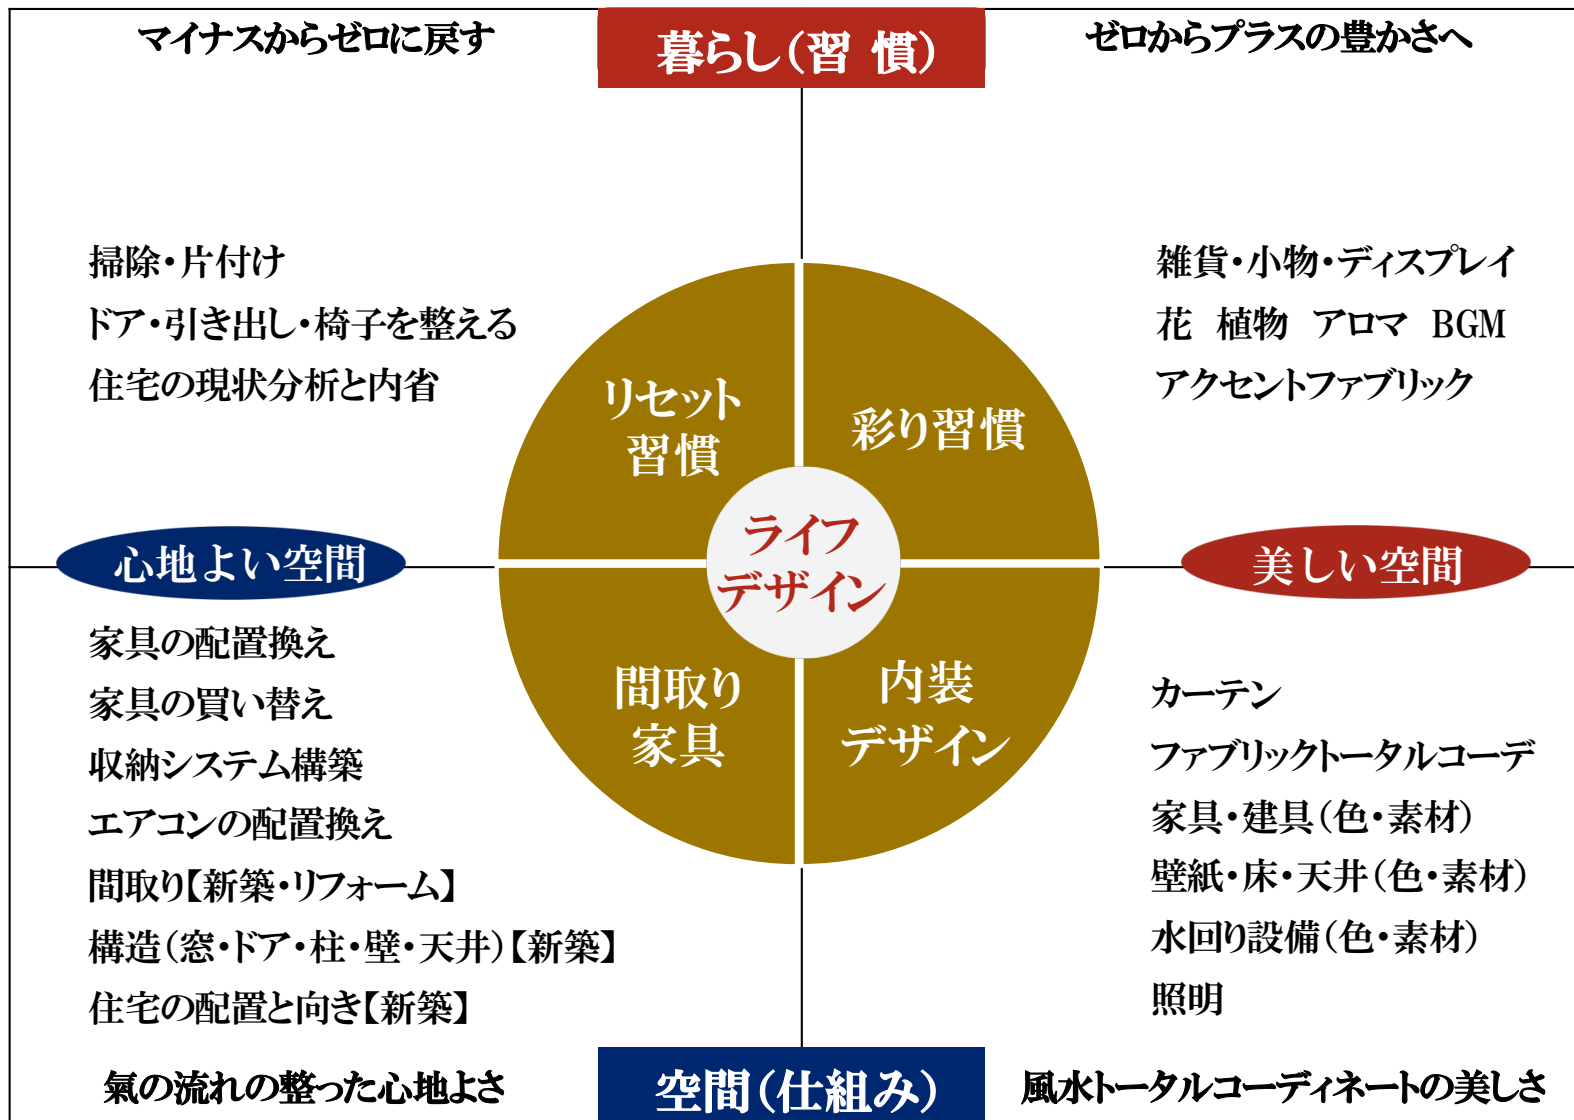 マイナスからゼロに戻す
暮らし(習 慣)
ゼロからプラスの豊かさへ
掃除・片付け
ドア・引き出し・椅子を整える
住宅の現状分析と内省
雑貨・小物・ディスプレイ
花 植物 アロマ BGM
アクセントファブリック
リセット
習慣
彩り習慣
ライフ
デザイン
心地よい空間
美しい空間
間取り
家具
内装
デザイン
家具の配置換え
家具の買い替え
収納システム構築
エアコンの配置換え
間取り【新築・リフォーム】
構造(窓・ドア・柱・壁・天井)【新築】
住宅の配置と向き【新築】
カーテン
ファブリックトータルコーデ
家具・建具(色・素材)
壁紙・床・天井(色・素材)
水回り設備(色・素材)
照明
氣の流れの整った心地よさ
空間(仕組み)
風水トータルコーディネートの美しさ